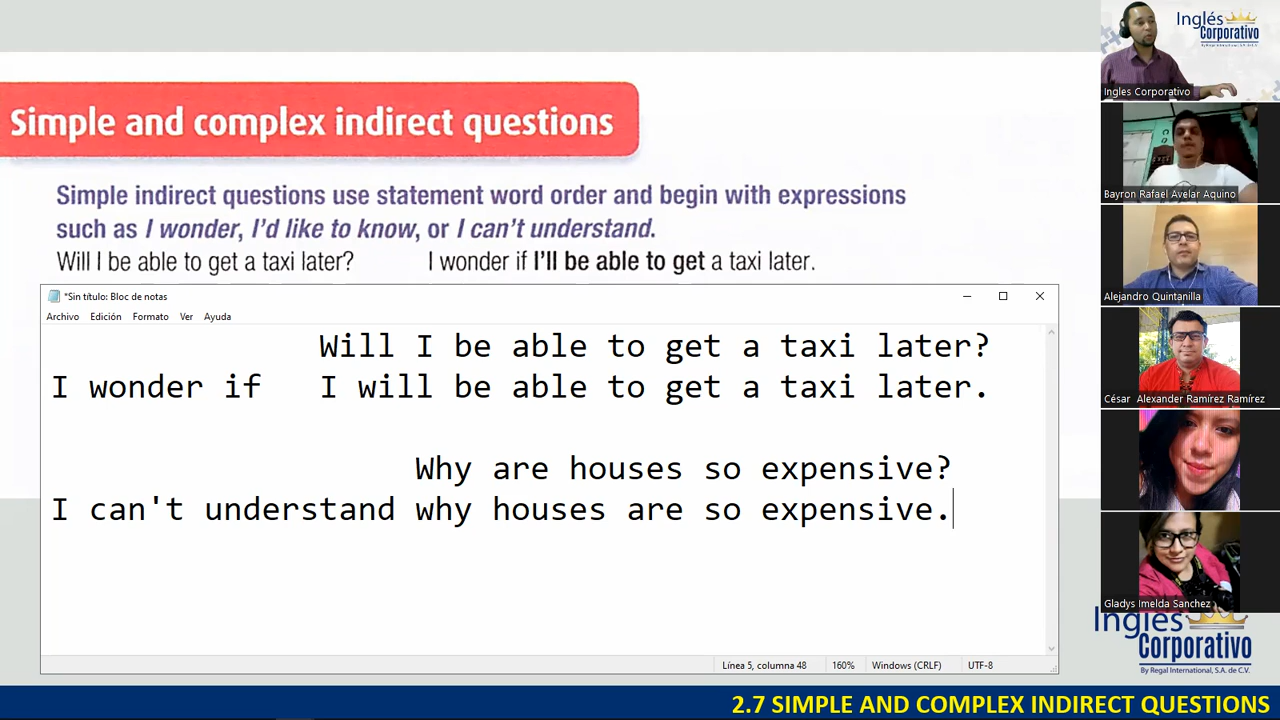 Simple and complex indirect questions
Simple indirect questions use statement word order and begin with expressions
such as I wonder, I'd like to know, or I can't understand.
Will I be able to get a taxi later? I wonder if I'll be able to get a taxi later.
*Sin título: Bloc de notas
Archivo Edición Formato Ver Ayuda
Will I be able to get a taxi later?
I wonder if I will be able to get a taxi later.
Why are houses so expensive?
I can't understand why houses are so expensive.
Línea 5, columna 48 160% Windows (CRLF) UTF-8
Inglés
Corporativo
By Regal International, S.A. de C.V.
Ingles Corporativo
Bayron Rafael Avelar Aquino
Alejandro Quintanilla
César Alexander Ramírez Ramírez
Gladys Imelda Sanchez
Inglés
Corporativo
By Regal International, S.A. de C.V.
2.7 SIMPLE AND COMPLEX INDIRECT QUESTIONS